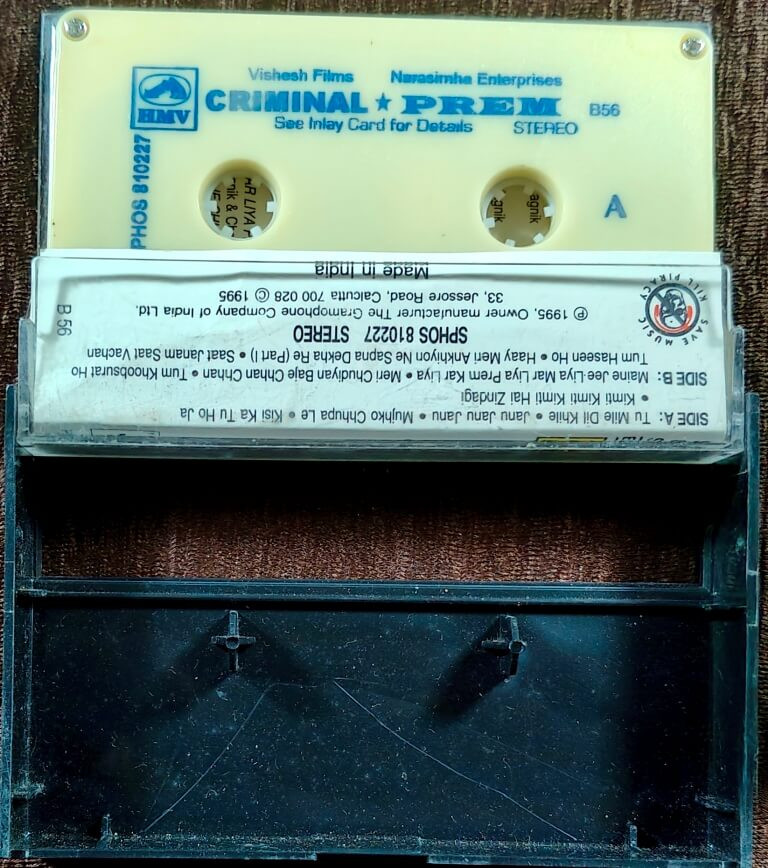 Vishesh Films Narasimha Enterprises
HMV
CRIMINAL ★ PREM B56
See Inlay Card for Details STEREO
PHOS 810227
A
SIDE A: Tu Mile Dil Khile • Janu Janu Janu • Mujhko Chhupa Le • Kisi Ka Tu Ho Ja
• Kimti Kimti Kimti Hai Zindagi
SIDE B: Maine Jee Liya Mar Liya Prem Kar Liya • Meri Chudiyan Baje Chhan Chhan • Tum Khoobsurat Ho
Tum Haseen Ho • Haay Meri Ankhiyon Ne Sapna Dekha Re (Part I) • Saat Janam Saat Vachan
SPHOS 810227 STEREO
℗ 1995, Owner manufacturer The Gramophone Company of India Ltd.
33, Jessore Road, Calcutta 700 028 © 1995
Made in India
B 56
SAVE MUSIC KILL PIRACY